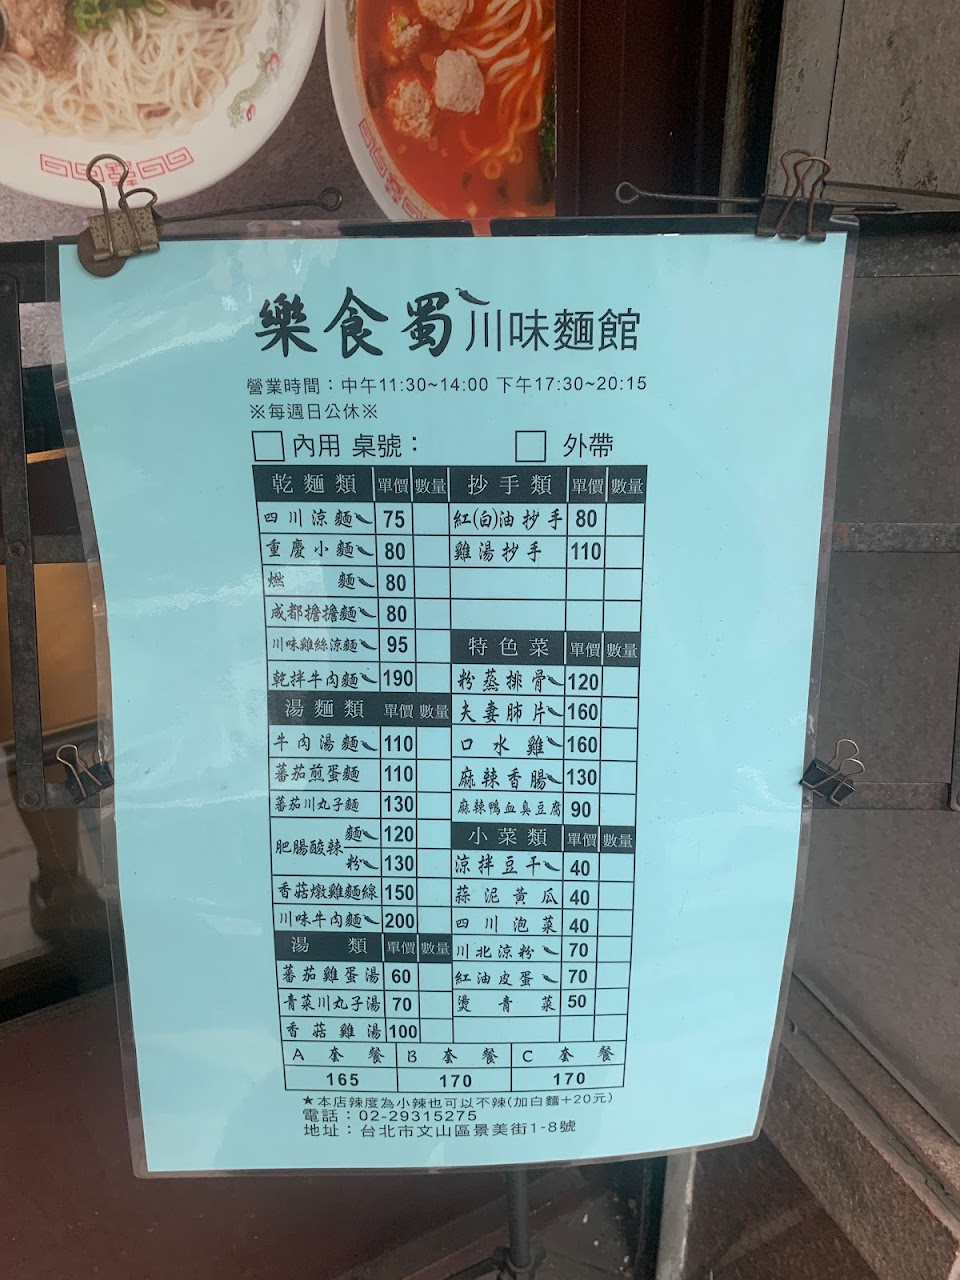 樂食蜀川味麵館
營業時間：中午11:30~14:00 下午17:30~20:15
※每週日公休※
內用 桌號：
外帶
乾麵類 單價 數量
四川涼麵 75
重慶小麵 80
燃麵 80
成都擔擔麵 80
川味雞絲涼麵 95
乾拌牛肉麵 190
湯麵類 單價 數量
牛肉湯麵 110
蕃茄煎蛋麵 110
蕃茄川丸子麵 130
肥腸酸辣 麵 120
粉 130
香菇燉雞麵線 150
川味牛肉麵 200
湯類 單價 數量
蕃茄雞蛋湯 60
青菜川丸子湯 70
香菇雞湯 100
抄手類 單價 數量
紅(白)油抄手 80
雞湯抄手 110
特色菜 單價 數量
粉蒸排骨 120
夫妻肺片 160
口水雞 160
麻辣香腸 130
麻辣鴨血臭豆腐 90
小菜類 單價 數量
涼拌豆干 40
蒜泥黃瓜 40
四川泡菜 40
川北涼粉 70
紅油皮蛋 70
燙青菜 50
A套餐 B套餐 C套餐
165 170 170
★本店辣度為小辣也可以不辣(加白麵+20元)
電話：02-29315275
地址：台北市文山區景美街1-8號